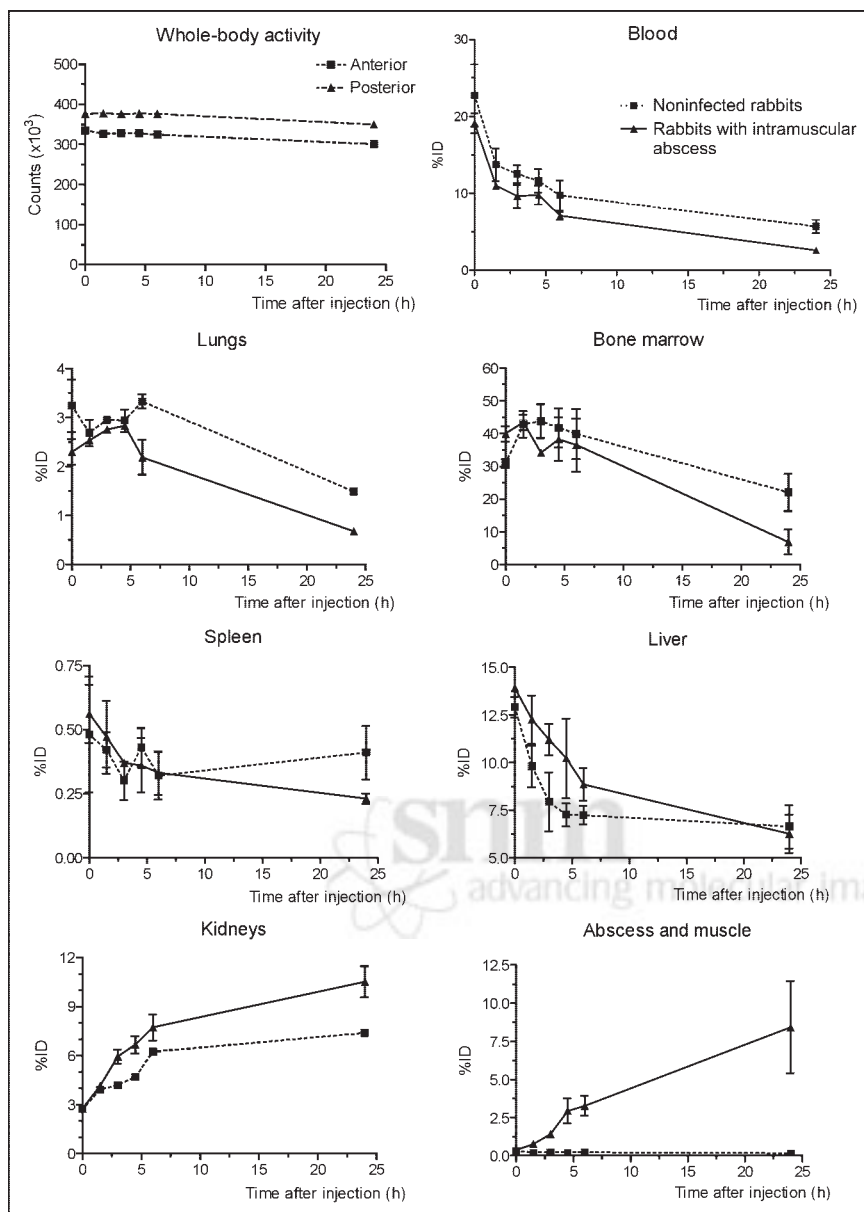 Whole-body activity
500
400
300
200
100
0
Counts (x10³)
0 5 10 15 20 25
Time after injection (h)
Anterior
Posterior
Blood
30
20
10
0
%ID
0 5 10 15 20 25
Time after injection (h)
Noninfected rabbits
Rabbits with intramuscular
abscess
Lungs
4
3
2
1
0
%ID
0 5 10 15 20 25
Time after injection (h)
Bone marrow
60
50
40
30
20
10
0
%ID
0 5 10 15 20 25
Time after injection (h)
Spleen
0.75
0.50
0.25
0.00
%ID
0 5 10 15 20 25
Time after injection (h)
Liver
15.0
12.5
10.0
7.5
5.0
%ID
0 5 10 15 20 25
Time after injection (h)
snm
advancing molecular ima
Kidneys
12
9
6
3
0
%ID
0 5 10 15 20 25
Time after injection (h)
Abscess and muscle
12.5
10.0
7.5
5.0
2.5
0.0
%ID
0 5 10 15 20 25
Time after injection (h)